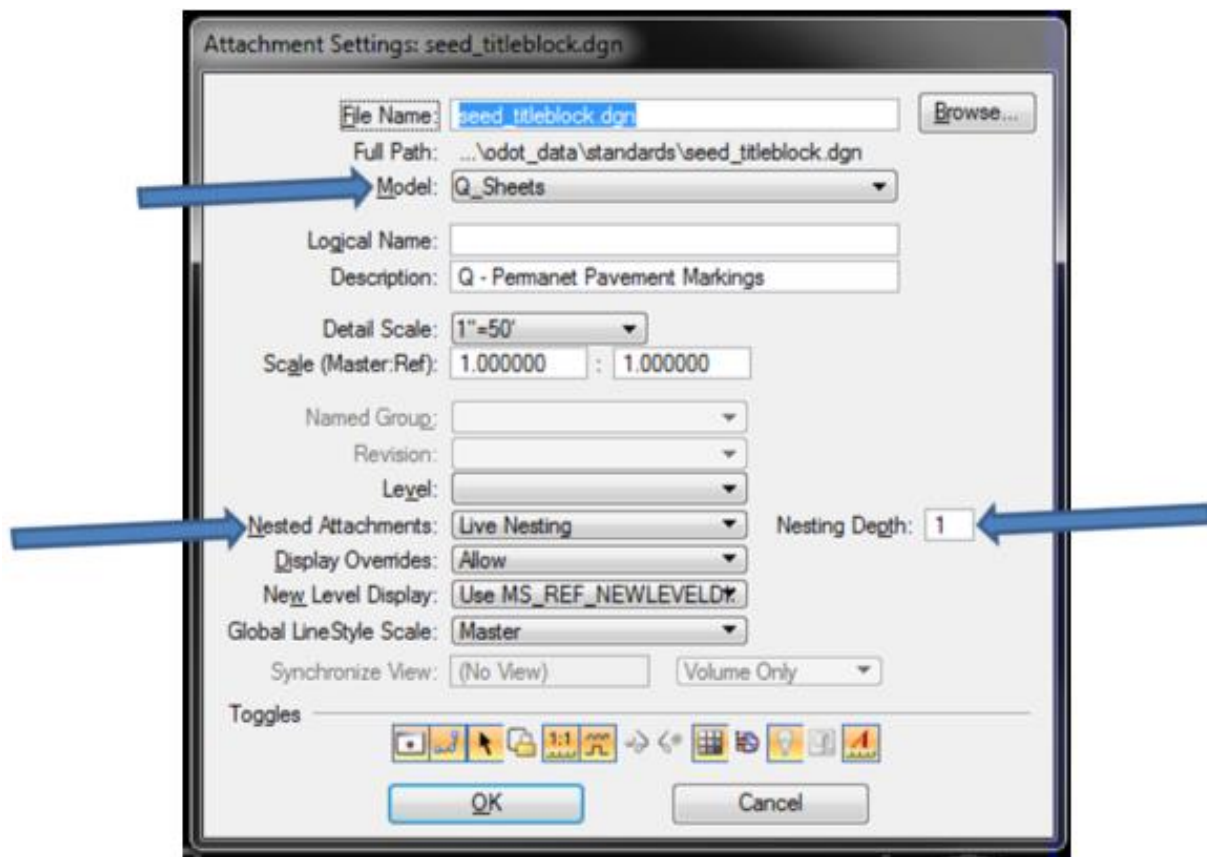 Attachment Settings: seed_titleblock.dgn
File Name: seed_titleblock.dgn Browse...
Full Path: ...\odot_data\standards\seed_titleblock.dgn
Model: Q_Sheets
Logical Name:
Description: Q - Permanet Pavement Markings
Detail Scale: 1"=50'
Scale (Master:Ref): 1.000000 : 1.000000
Named Group:
Revision:
Level:
Nested Attachments: Live Nesting Nesting Depth: 1
Display Overrides: Allow
New Level Display: Use
Global LineStyle Scale: Master
Synchronize View: (No View) Volume Only
Toggles
1:1
OK Cancel